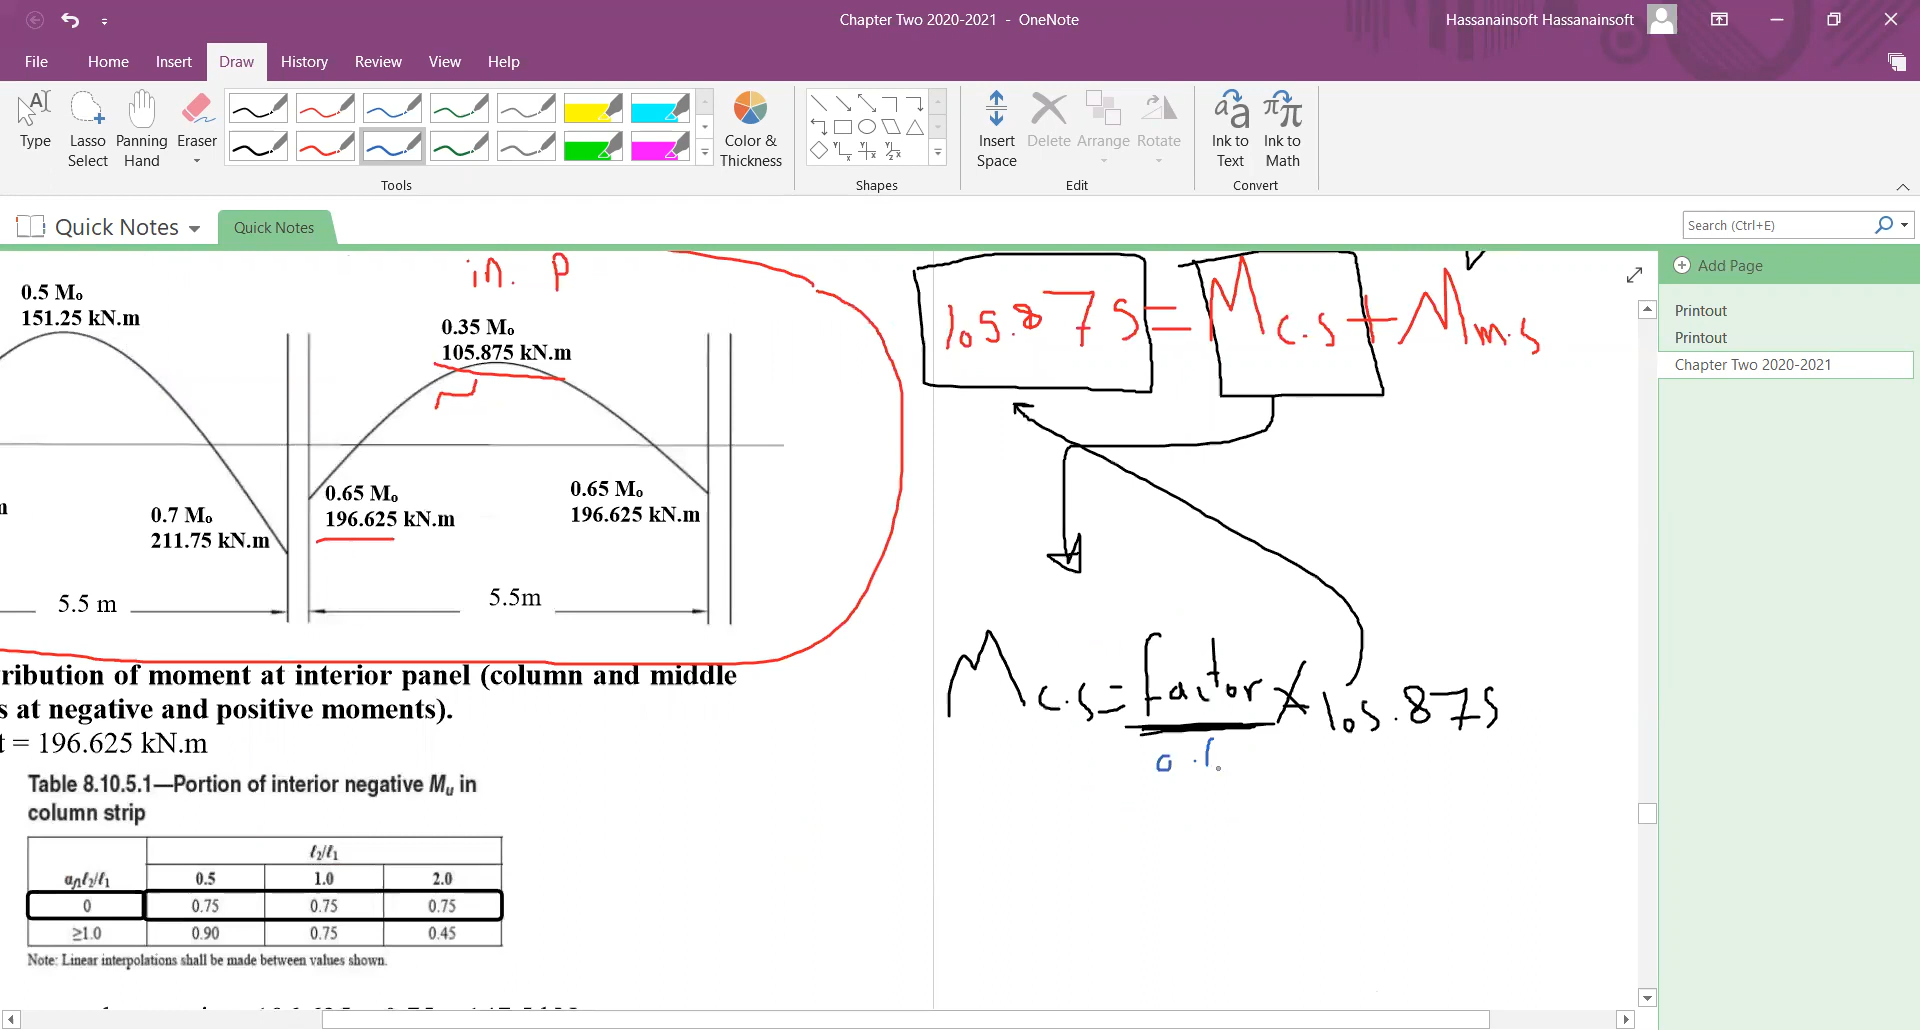 Chapter Two 2020-2021 - OneNote
Hassanainsoft Hassanainsoft
File Home Insert Draw History Review View Help
Type
Lasso Select
Panning Hand
Eraser
Color & Thickness
Insert Space
Delete
Arrange
Rotate
Ink to Text
Ink to Math
Tools
Shapes
Edit
Convert
Quick Notes
Quick Notes
Search (Ctrl+E)
Add Page
Printout
Printout
Chapter Two 2020-2021
in. P
0.5 Mₒ
151.25 kN.m
0.35 Mₒ
105.875 kN.m
0.7 Mₒ
211.75 kN.m
0.65 Mₒ
196.625 kN.m
0.65 Mₒ
196.625 kN.m
5.5 m
5.5m
105.875 = M c.s + M m.s
M c.s = factor × 105.875
ribution of moment at interior panel (column and middle
s at negative and positive moments).
t = 196.625 kN.m
Table 8.10.5.1—Portion of interior negative Mᵤ in
column strip
ℓ₂/ℓ₁
αf1ℓ₂/ℓ₁ 0.5 1.0 2.0
0 0.75 0.75 0.75
≥1.0 0.90 0.75 0.45
Note: Linear interpolations shall be made between values shown.